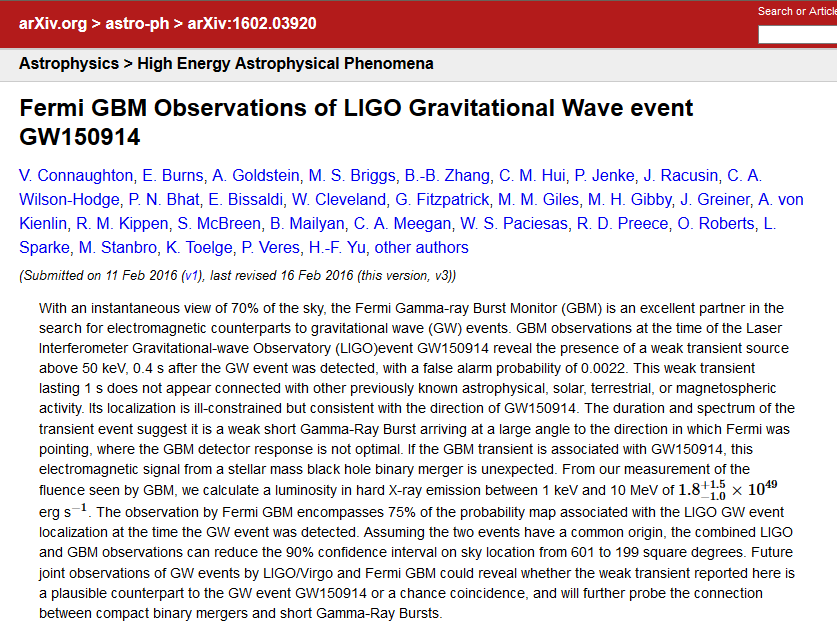 arXiv.org > astro-ph > arXiv:1602.03920
Search or Article
Astrophysics > High Energy Astrophysical Phenomena
Fermi GBM Observations of LIGO Gravitational Wave event
GW150914
V. Connaughton, E. Burns, A. Goldstein, M. S. Briggs, B.-B. Zhang, C. M. Hui, P. Jenke, J. Racusin, C. A.
Wilson-Hodge, P. N. Bhat, E. Bissaldi, W. Cleveland, G. Fitzpatrick, M. M. Giles, M. H. Gibby, J. Greiner, A. von
Kienlin, R. M. Kippen, S. McBreen, B. Mailyan, C. A. Meegan, W. S. Paciesas, R. D. Preece, O. Roberts, L.
Sparke, M. Stanbro, K. Toelge, P. Veres, H.-F. Yu, other authors
(Submitted on 11 Feb 2016 (v1), last revised 16 Feb 2016 (this version, v3))
With an instantaneous view of 70% of the sky, the Fermi Gamma-ray Burst Monitor (GBM) is an excellent partner in the
search for electromagnetic counterparts to gravitational wave (GW) events. GBM observations at the time of the Laser
Interferometer Gravitational-wave Observatory (LIGO)event GW150914 reveal the presence of a weak transient source
above 50 keV, 0.4 s after the GW event was detected, with a false alarm probability of 0.0022. This weak transient
lasting 1 s does not appear connected with other previously known astrophysical, solar, terrestrial, or magnetospheric
activity. Its localization is ill-constrained but consistent with the direction of GW150914. The duration and spectrum of the
transient event suggest it is a weak short Gamma-Ray Burst arriving at a large angle to the direction in which Fermi was
pointing, where the GBM detector response is not optimal. If the GBM transient is associated with GW150914, this
electromagnetic signal from a stellar mass black hole binary merger is unexpected. From our measurement of the
fluence seen by GBM, we calculate a luminosity in hard X-ray emission between 1 keV and 10 MeV of 1.8^{+1.5}_{-1.0} × 10^{49}
erg s^{-1}. The observation by Fermi GBM encompasses 75% of the probability map associated with the LIGO GW event
localization at the time the GW event was detected. Assuming the two events have a common origin, the combined LIGO
and GBM observations can reduce the 90% confidence interval on sky location from 601 to 199 square degrees. Future
joint observations of GW events by LIGO/Virgo and Fermi GBM could reveal whether the weak transient reported here is
a plausible counterpart to the GW event GW150914 or a chance coincidence, and will further probe the connection
between compact binary mergers and short Gamma-Ray Bursts.